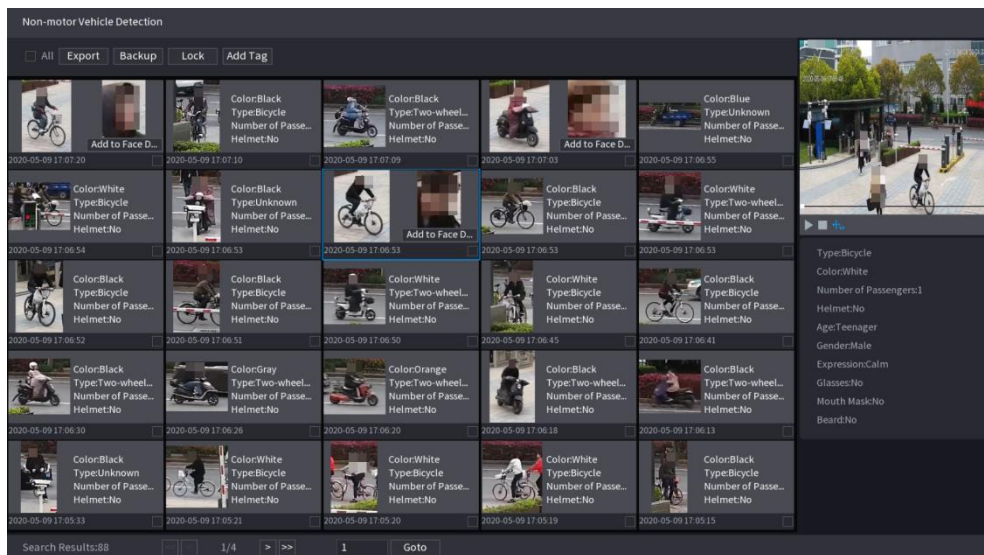 Non-motor Vehicle Detection
All Export Backup Lock Add Tag
Add to Face D...
2020-05-09 17:07:20
Color:Black
Type:Bicycle
Number of Passe...
Helmet:No
2020-05-09 17:07:10
Color:Black
Type:Two-wheel...
Number of Passe...
Helmet:No
2020-05-09 17:07:09
Add to Face D...
2020-05-09 17:07:03
Color:Blue
Type:Unknown
Number of Passe...
Helmet:No
2020-05-09 17:06:55
Color:White
Type:Bicycle
Number of Passe...
Helmet:No
2020-05-09 17:06:54
Color:Black
Type:Unknown
Number of Passe...
Helmet:No
2020-05-09 17:06:53
Add to Face D...
2020-05-09 17:06:53
Color:Black
Type:Bicycle
Number of Passe...
Helmet:No
2020-05-09 17:06:53
Color:White
Type:Two-wheel...
Number of Passe...
Helmet:No
2020-05-09 17:06:53
Color:Black
Type:Bicycle
Number of Passe...
Helmet:No
2020-05-09 17:06:52
Color:Black
Type:Bicycle
Number of Passe...
Helmet:No
2020-05-09 17:06:51
Color:White
Type:Two-wheel...
Number of Passe...
Helmet:No
2020-05-09 17:06:50
Color:White
Type:Bicycle
Number of Passe...
Helmet:No
2020-05-09 17:06:45
Color:Black
Type:Bicycle
Number of Passe...
Helmet:No
2020-05-09 17:06:41
Color:Black
Type:Two-wheel...
Number of Passe...
Helmet:No
2020-05-09 17:06:30
Color:Gray
Type:Two-wheel...
Number of Passe...
Helmet:No
2020-05-09 17:06:26
Color:Orange
Type:Two-wheel...
Number of Passe...
Helmet:No
2020-05-09 17:06:20
Color:Black
Type:Two-wheel...
Number of Passe...
Helmet:No
2020-05-09 17:06:18
Color:Black
Type:Two-wheel...
Number of Passe...
Helmet:No
2020-05-09 17:06:13
Color:Black
Type:Unknown
Number of Passe...
Helmet:No
2020-05-09 17:05:33
Color:White
Type:Bicycle
Number of Passe...
Helmet:No
2020-05-09 17:05:21
Color:White
Type:Bicycle
Number of Passe...
Helmet:No
2020-05-09 17:05:20
Color:White
Type:Bicycle
Number of Passe...
Helmet:No
2020-05-09 17:05:19
Color:Black
Type:Bicycle
Number of Passe...
Helmet:No
2020-05-09 17:05:15
Type:Bicycle
Color:White
Number of Passengers:1
Helmet:No
Age:Teenager
Gender:Male
Expression:Calm
Glasses:No
Mouth Mask:No
Beard:No
Search Results:88 1/4 > >> 1 Goto